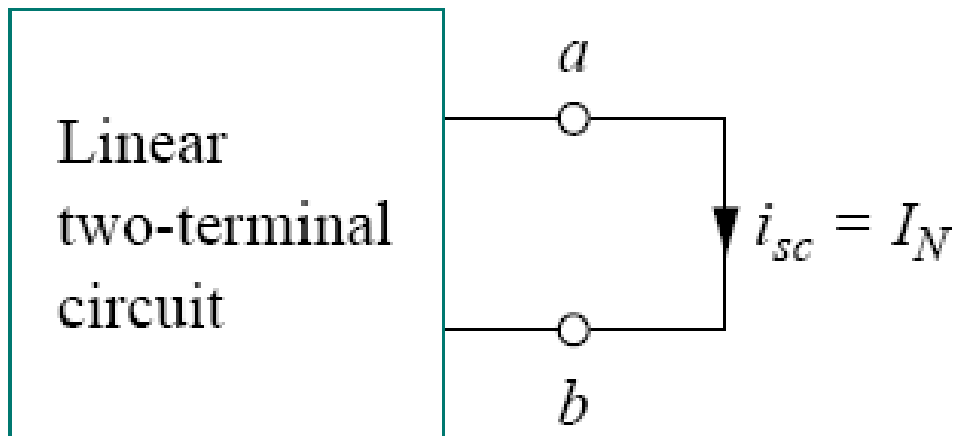 Linear
two-terminal
circuit
a
i_sc = I_N
b